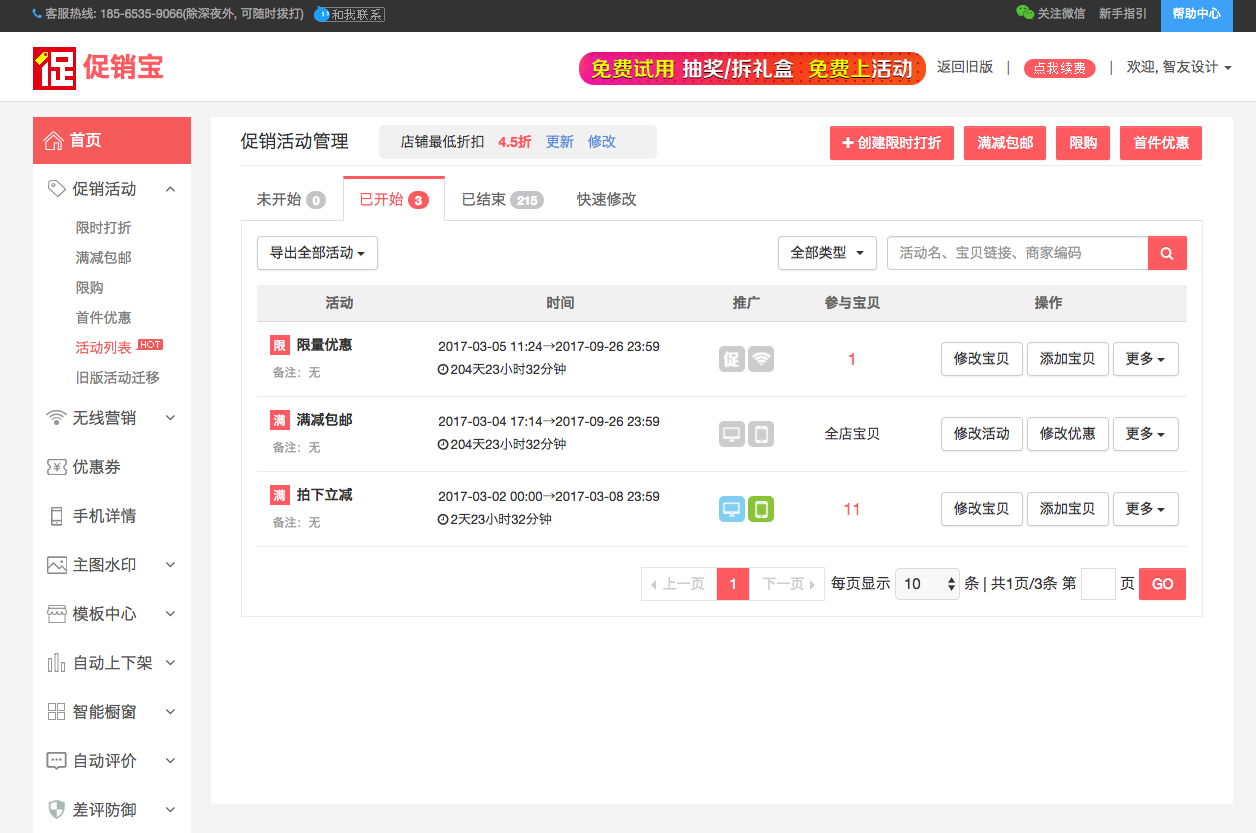 客服热线: 185-6535-9066(除深夜外, 可随时拨打) 和我联系 关注微信 新手指引 帮助中心
促 促销宝 免费试用 抽奖/拆礼盒 免费上活动 返回旧版 | 点我续费 | 欢迎, 智友设计
首页
促销活动
限时打折
满减包邮
限购
首件优惠
活动列表 HOT
旧版活动迁移
无线营销
优惠券
手机详情
主图水印
模板中心
自动上下架
智能橱窗
自动评价
差评防御
促销活动管理 店铺最低折扣 4.5折 更新 修改 创建限时打折 满减包邮 限购 首件优惠
未开始 0 已开始 3 已结束 215 快速修改
导出全部活动 全部类型 活动名、宝贝链接、商家编码
活动 时间 推广 参与宝贝 操作
限 限量优惠 2017-03-05 11:24→2017-09-26 23:59 促 1 修改宝贝 添加宝贝 更多
备注: 无 204天23小时32分钟
满 满减包邮 2017-03-04 17:14→2017-09-26 23:59 全店宝贝 修改活动 修改优惠 更多
备注: 无 204天23小时32分钟
满 拍下立减 2017-03-02 00:00→2017-03-08 23:59 11 修改宝贝 添加宝贝 更多
备注: 无 2天23小时32分钟
上一页 1 下一页 每页显示 10 条 | 共1页/3条 第 页 GO